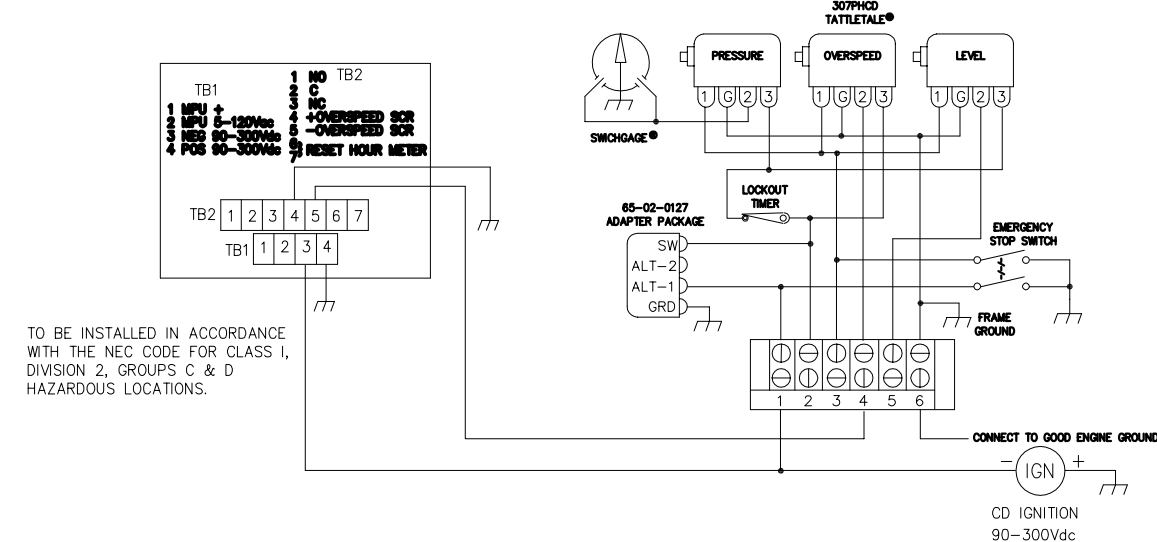 307PHCD
TATTLETALE®
PRESSURE
OVERSPEED
LEVEL
1 G 2 3
1 G 2 3
1 G 2 3
SWICHGAGE®
TB1
1 MPU +
2 MPU 5-120Vac
3 NEG 90-300Vdc
4 POS 90-300Vdc
TB2
1 NO
2 C
3 NC
4 +OVERSPEED SCR
5 -OVERSPEED SCR
6
7 RESET HOUR METER
TB2 1 2 3 4 5 6 7
TB1 1 2 3 4
LOCKOUT
TIMER
65-02-0127
ADAPTER PACKAGE
SW
ALT-2
ALT-1
GRD
EMERGENCY
STOP SWITCH
FRAME
GROUND
TO BE INSTALLED IN ACCORDANCE
WITH THE NEC CODE FOR CLASS I,
DIVISION 2, GROUPS C & D
HAZARDOUS LOCATIONS.
1 2 3 4 5 6
CONNECT TO GOOD ENGINE GROUND
- IGN +
CD IGNITION
90-300Vdc